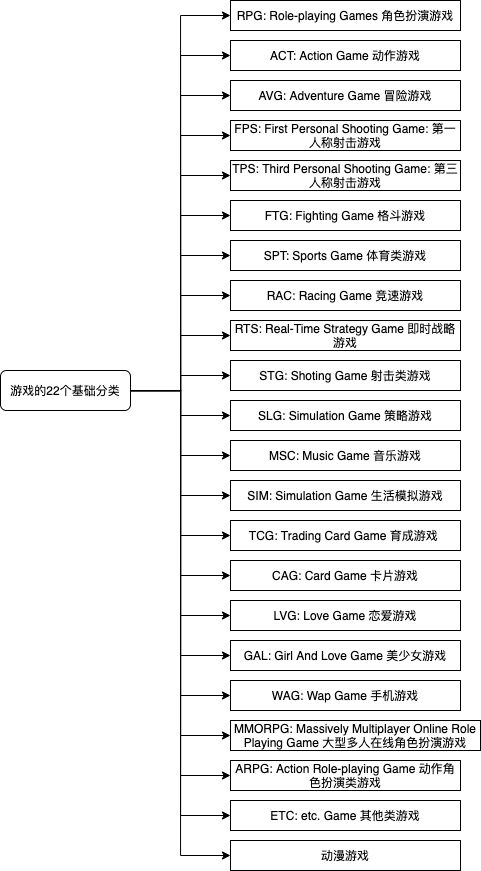 RPG: Role-playing Games 角色扮演游戏
ACT: Action Game 动作游戏
AVG: Adventure Game 冒险游戏
FPS: First Personal Shooting Game: 第一
人称射击游戏
TPS: Third Personal Shooting Game: 第三
人称射击游戏
FTG: Fighting Game 格斗游戏
SPT: Sports Game 体育类游戏
RAC: Racing Game 竞速游戏
RTS: Real-Time Strategy Game 即时战略
游戏
游戏的22个基础分类
STG: Shoting Game 射击类游戏
SLG: Simulation Game 策略游戏
MSC: Music Game 音乐游戏
SIM: Simulation Game 生活模拟游戏
TCG: Trading Card Game 育成游戏
CAG: Card Game 卡片游戏
LVG: Love Game 恋爱游戏
GAL: Girl And Love Game 美少女游戏
WAG: Wap Game 手机游戏
MMORPG: Massively Multiplayer Online Role
Playing Game 大型多人在线角色扮演游戏
ARPG: Action Role-playing Game 动作角
色扮演类游戏
ETC: etc. Game 其他类游戏
动漫游戏